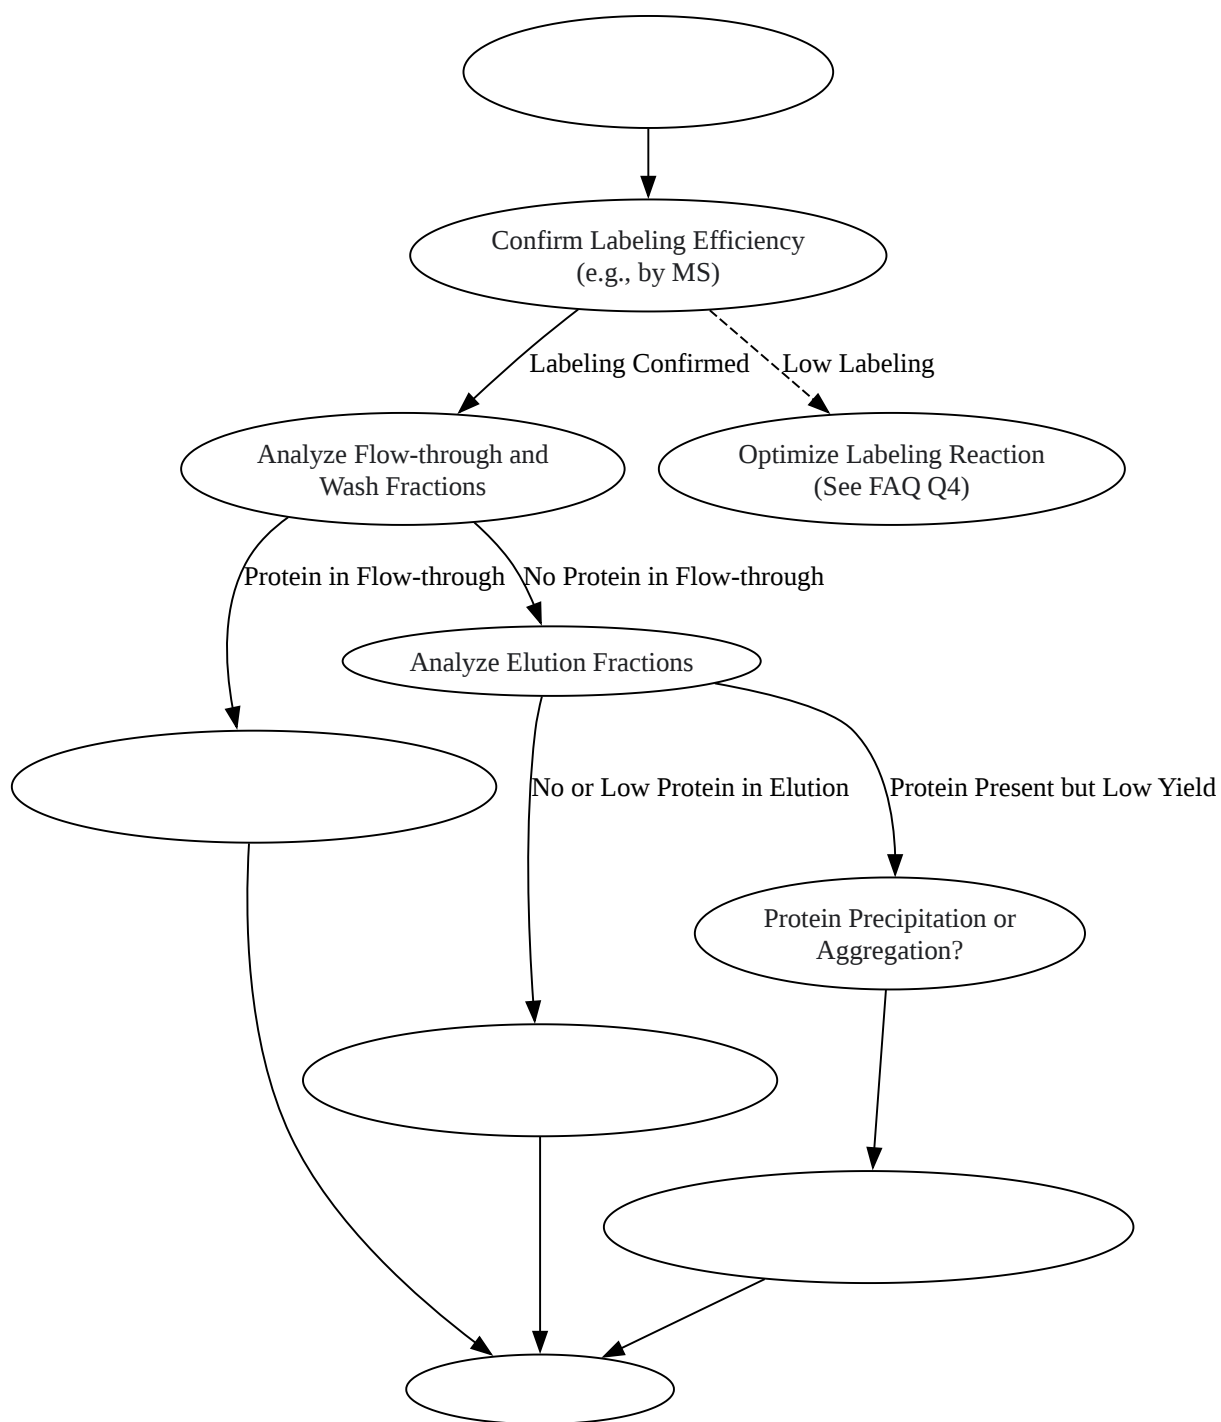 Confirm Labeling Efficiency
(e.g., by MS)
Labeling Confirmed
Low Labeling
Analyze Flow-through and
Wash Fractions
Optimize Labeling Reaction
(See FAQ Q4)
Protein in Flow-through
No Protein in Flow-through
Analyze Elution Fractions
No or Low Protein in Elution
Protein Present but Low Yield
Protein Precipitation or
Aggregation?